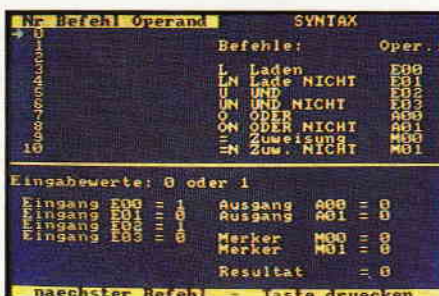 Nr Befehl Operand SYNTAX
→ 0
1 Befehle: Oper.
2
3 L Laden E00
4 LN Lade NICHT E01
5 U UND E02
6 UN UND NICHT E03
7 O ODER A00
8 ON ODER NICHT A01
9 = Zuweisung M00
10 =N Zuw. NICHT M01
Eingabewerte: 0 oder 1
Eingang E00 = 1 Ausgang A00 = 0
Eingang E01 = 0 Ausgang A01 = 0
Eingang E02 = 1
Eingang E03 = 0 Merker M00 = 0
Merker M01 = 0
Resultat = 0
naechster Befehl - Taste druecken